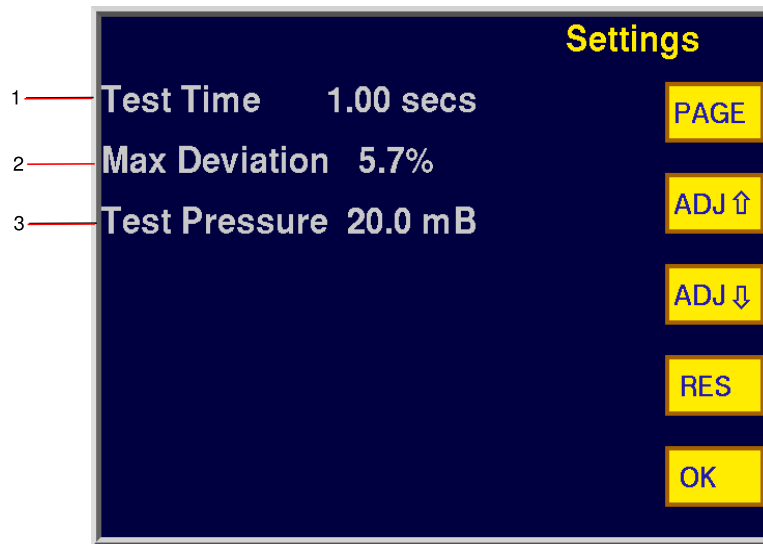 Settings
1 Test Time 1.00 secs
2 Max Deviation 5.7%
3 Test Pressure 20.0 mB
PAGE
ADJ ⇧
ADJ ⇩
RES
OK